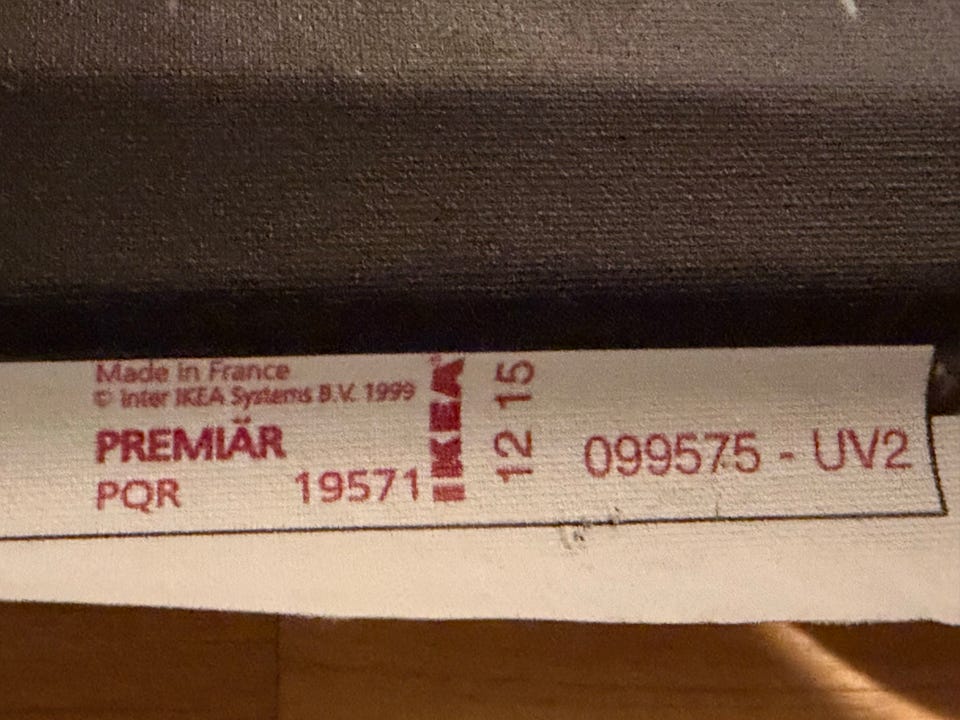 Made in France
© Inter IKEA Systems B.V. 1999
PREMIÄR
PQR 19571
IKEA
12 15
099575 - UV2